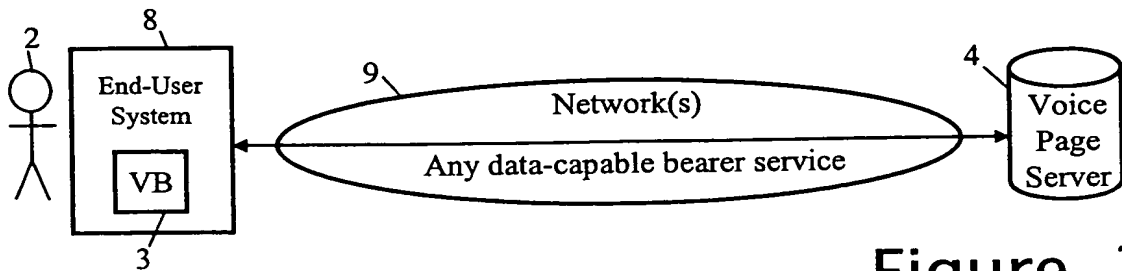 2
8
End-User
System
VB
3
9
Network(s)
Any data-capable bearer service
4
Voice
Page
Server
Figure